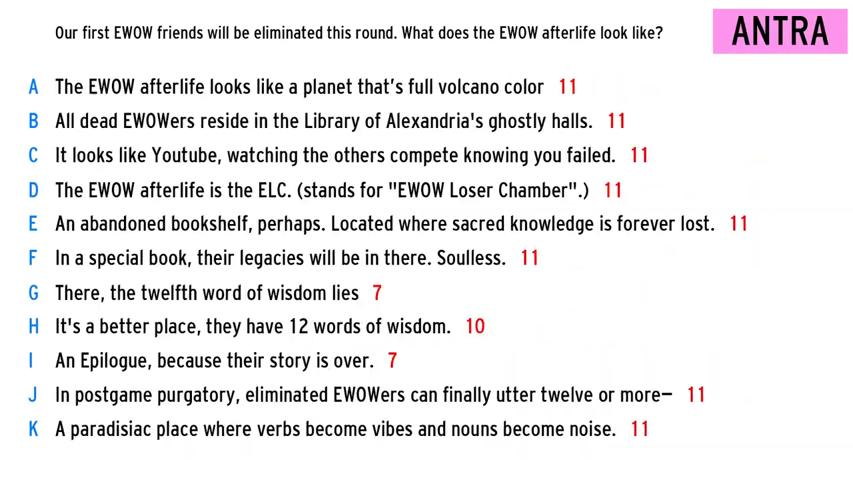 Our first EWOW friends will be eliminated this round. What does the EWOW afterlife look like?
ANTRA
A The EWOW afterlife looks like a planet that's full volcano color 11
B All dead EWOWers reside in the Library of Alexandria's ghostly halls. 11
C It looks like Youtube, watching the others compete knowing you failed. 11
D The EWOW afterlife is the ELC. (stands for "EWOW Loser Chamber".) 11
E An abandoned bookshelf, perhaps. Located where sacred knowledge is forever lost. 11
F In a special book, their legacies will be in there. Soulless. 11
G There, the twelfth word of wisdom lies 7
H It's a better place, they have 12 words of wisdom. 10
I An Epilogue, because their story is over. 7
J In postgame purgatory, eliminated EWOWers can finally utter twelve or more— 11
K A paradisiac place where verbs become vibes and nouns become noise. 11